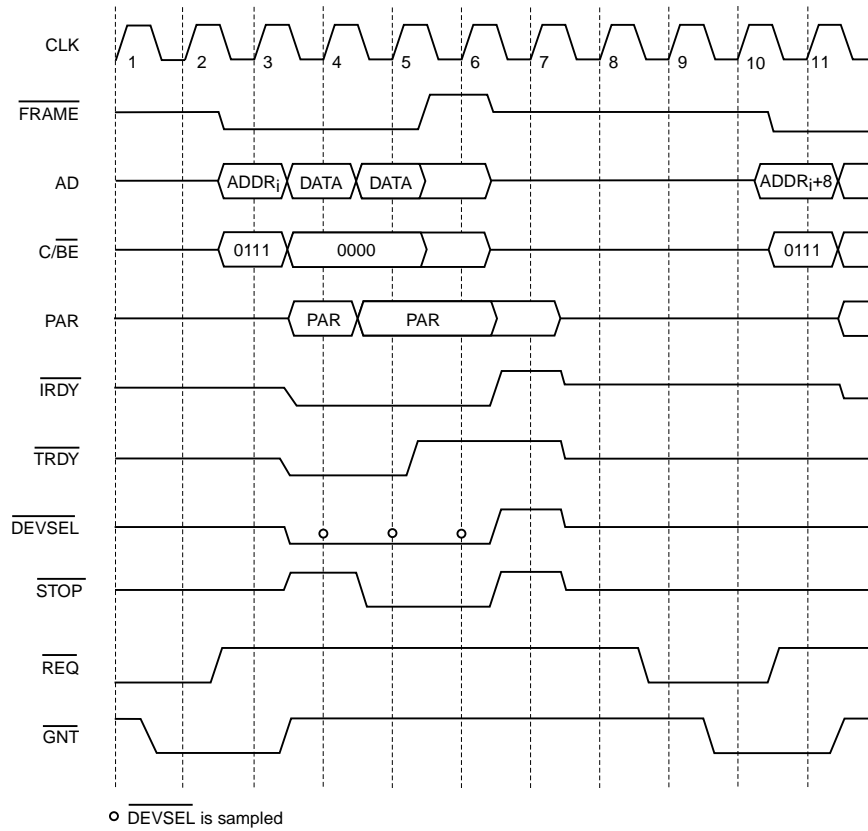 CLK
1 2 3 4 5 6 7 8 9 10 11
FRAME
AD
ADDRi DATA DATA ADDRi+8
C/BE
0111 0000 0111
PAR
PAR PAR
IRDY
TRDY
DEVSEL
STOP
REQ
GNT
DEVSEL is sampled